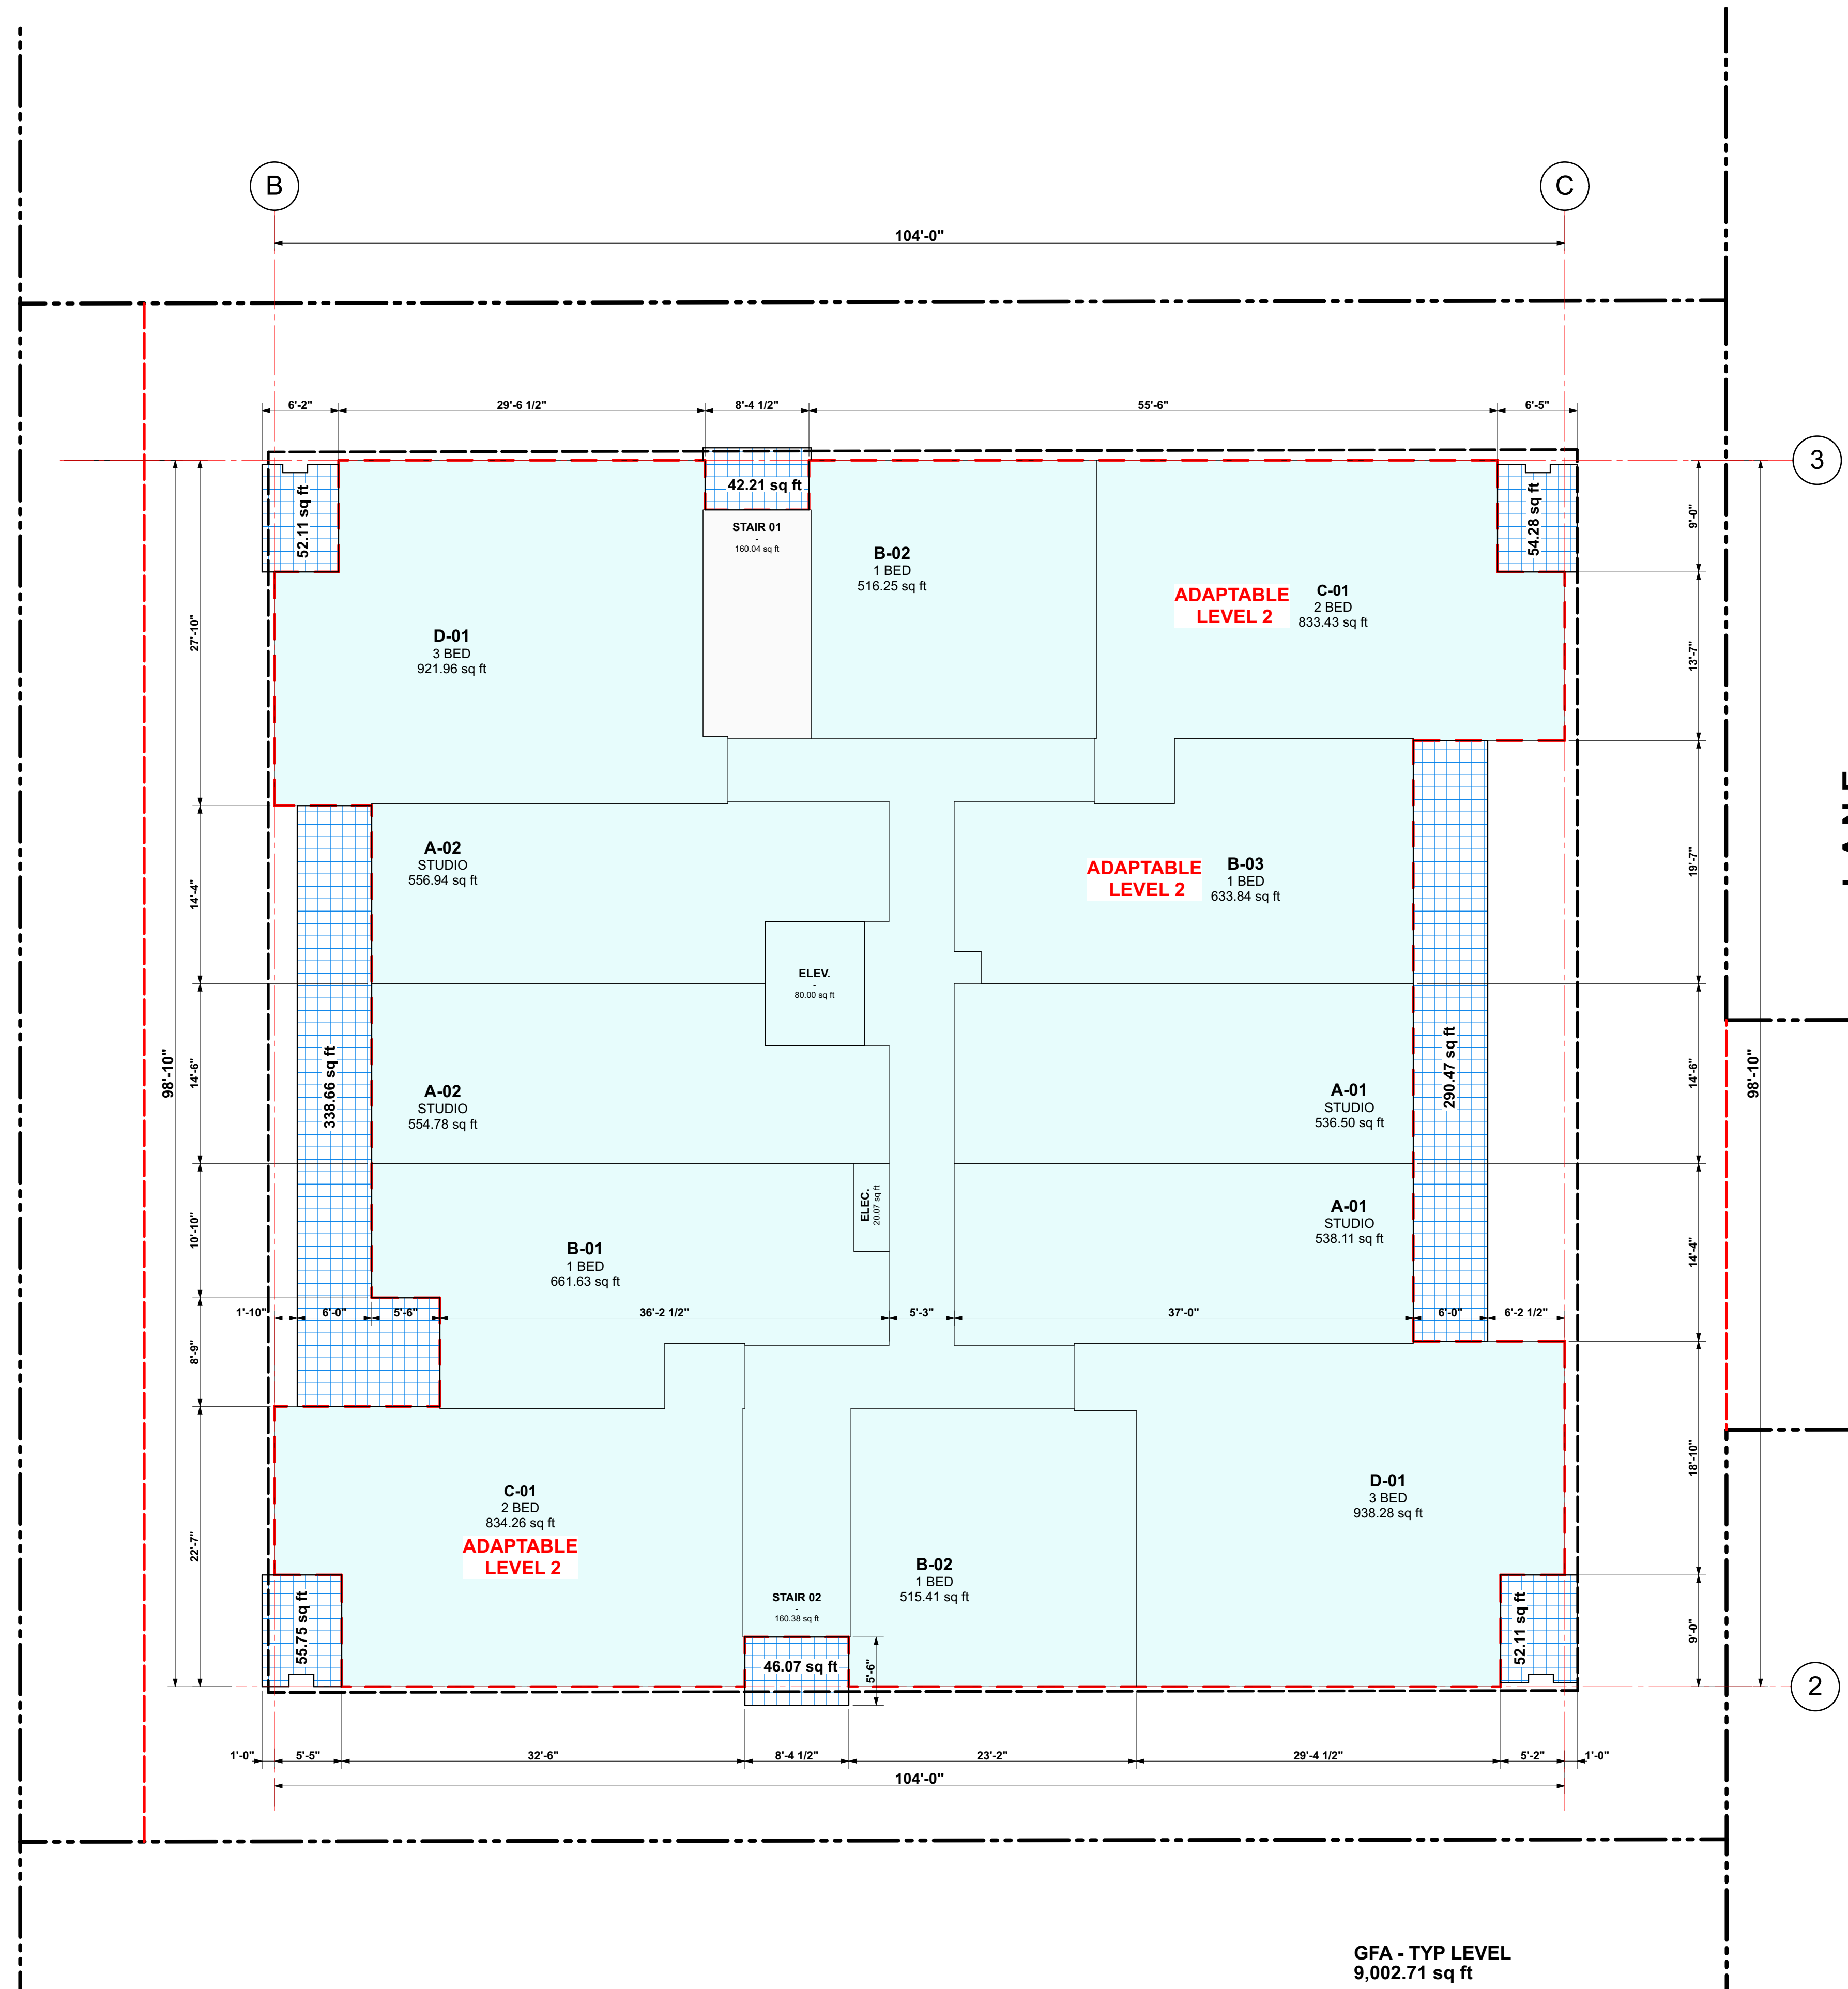 B
C
104'-0"
6'-2"
29'-6 1/2"
8'-4 1/2"
55'-6"
6'-5"
3
52.11 sq ft
42.21 sq ft
54.28 sq ft
9'-0"
STAIR 01
-
160.04 sq ft
B-02
1 BED
516.25 sq ft
ADAPTABLE
LEVEL 2
C-01
2 BED
833.43 sq ft
27'-10"
D-01
3 BED
921.96 sq ft
13'-7"
A-02
STUDIO
556.94 sq ft
14'-4"
ADAPTABLE
LEVEL 2
B-03
1 BED
633.84 sq ft
19'-7"
ELEV.
-
80.00 sq ft
98'-10"
14'-6"
338.66 sq ft
A-02
STUDIO
554.78 sq ft
A-01
STUDIO
536.50 sq ft
290.47 sq ft
14'-6"
98'-10"
10'-10"
ELEC.
20.07 sq ft
A-01
STUDIO
538.11 sq ft
14'-4"
B-01
1 BED
661.63 sq ft
1'-10"
6'-0"
5'-6"
36'-2 1/2"
5'-3"
37'-0"
6'-0"
6'-2 1/2"
8'-9"
18'-10"
C-01
2 BED
834.26 sq ft
ADAPTABLE
LEVEL 2
D-01
3 BED
938.28 sq ft
22'-7"
B-02
1 BED
515.41 sq ft
STAIR 02
-
160.38 sq ft
55.75 sq ft
46.07 sq ft
5'-6"
52.11 sq ft
9'-0"
2
1'-0"
5'-5"
32'-6"
8'-4 1/2"
23'-2"
29'-4 1/2"
5'-2"
1'-0"
104'-0"
GFA - TYP LEVEL
9,002.71 sq ft